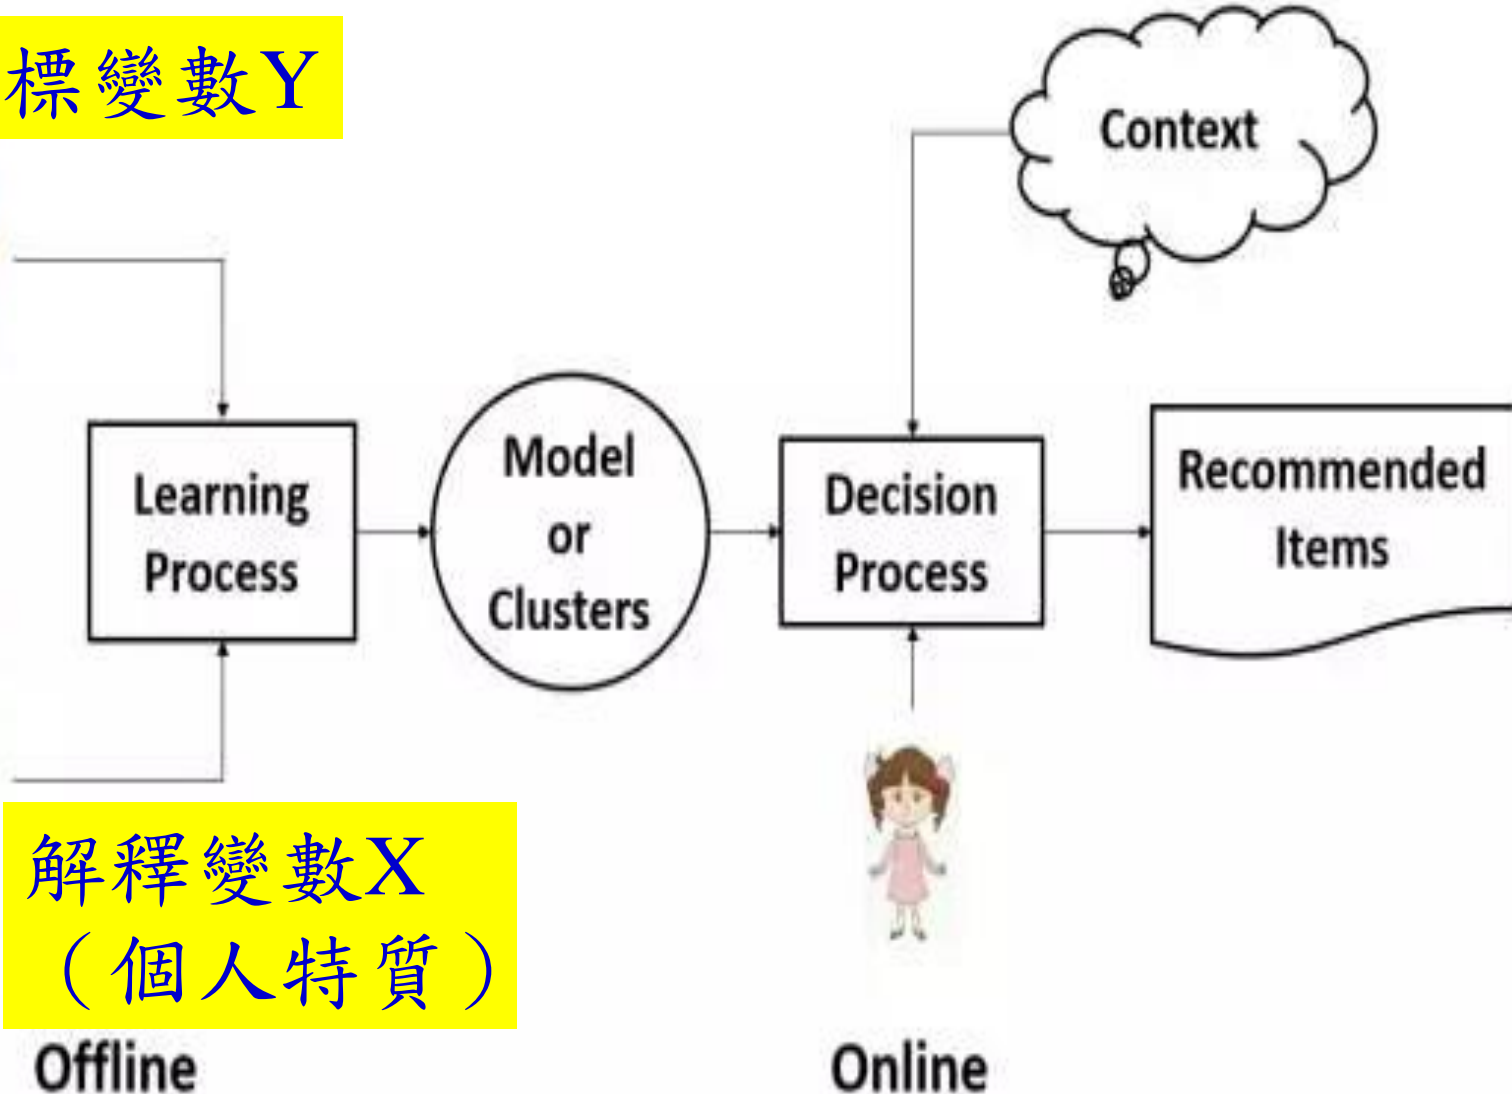 標變數Y
Context
Learning
Process
Model
or
Clusters
Decision
Process
Recommended
Items
解釋變數X
（個人特質）
Offline
Online